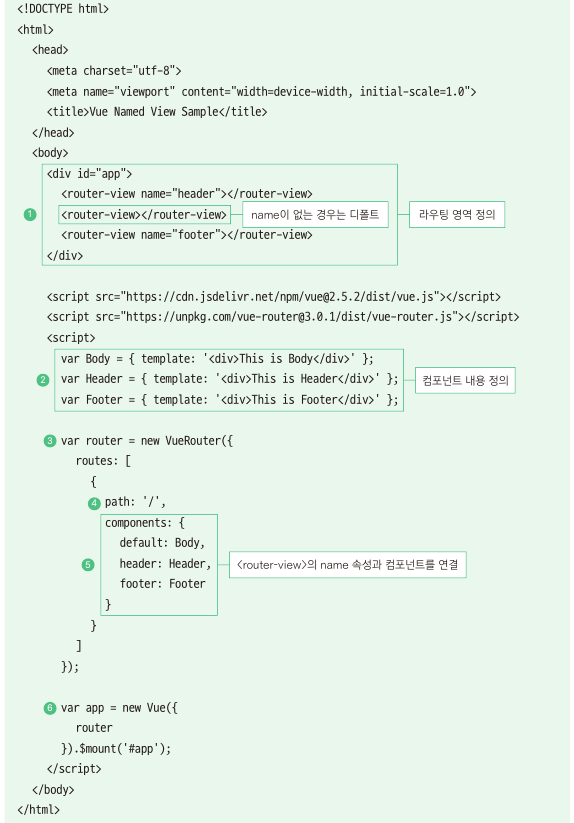 <!DOCTYPE html>
<html>
<head>
<meta charset="utf-8">
<meta name="viewport" content="width=device-width, initial-scale=1.0">
<title>Vue Named View Sample</title>
</head>
<body>
<div id="app">
<router-view name="header"></router-view>
1 <router-view></router-view> name이 없는 경우는 디폴트 라우팅 영역 정의
<router-view name="footer"></router-view>
</div>
<script src="https://cdn.jsdelivr.net/npm/vue@2.5.2/dist/vue.js"></script>
<script src="https://unpkg.com/vue-router@3.0.1/dist/vue-router.js"></script>
<script>
var Body = { template: '<div>This is Body</div>' };
2 var Header = { template: '<div>This is Header</div>' }; 컴포넌트 내용 정의
var Footer = { template: '<div>This is Footer</div>' };
3 var router = new VueRouter({
routes: [
{
4 path: '/',
components: {
default: Body,
5 header: Header, <router-view>의 name 속성과 컴포넌트를 연결
footer: Footer
}
}
]
});
6 var app = new Vue({
router
}).$mount('#app');
</script>
</body>
</html>